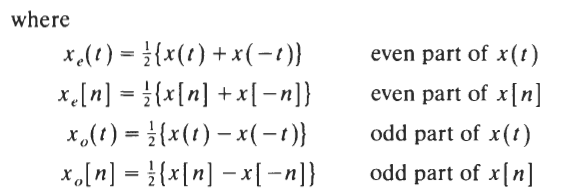 where
xₑ(t) = ½{x(t) + x(−t)} even part of x(t)
xₑ[n] = ½{x[n] + x[−n]} even part of x[n]
xₒ(t) = ½{x(t) − x(−t)} odd part of x(t)
xₒ[n] = ½{x[n] − x[−n]} odd part of x[n]